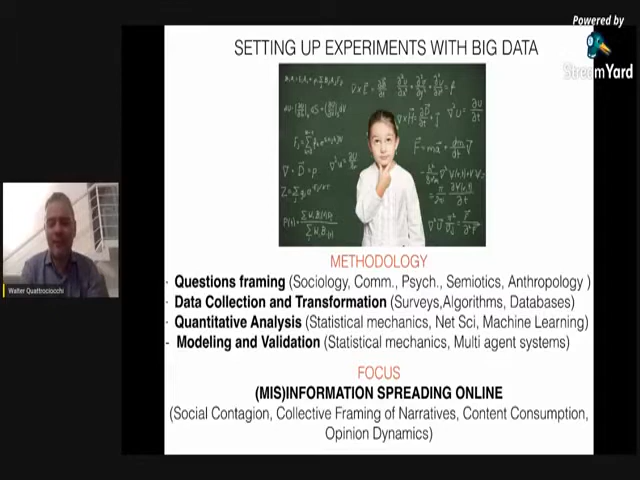 Powered by
StreamYard
SETTING UP EXPERIMENTS WITH BIG DATA
METHODOLOGY
· Questions framing (Sociology, Comm., Psych., Semiotics, Anthropology )
· Data Collection and Transformation (Surveys,Algorithms, Databases)
· Quantitative Analysis (Statistical mechanics, Net Sci, Machine Learning)
- Modeling and Validation (Statistical mechanics, Multi agent systems)
FOCUS
(MIS)INFORMATION SPREADING ONLINE
(Social Contagion, Collective Framing of Narratives, Content Consumption,
Opinion Dynamics)
Walter Quattrociocchi